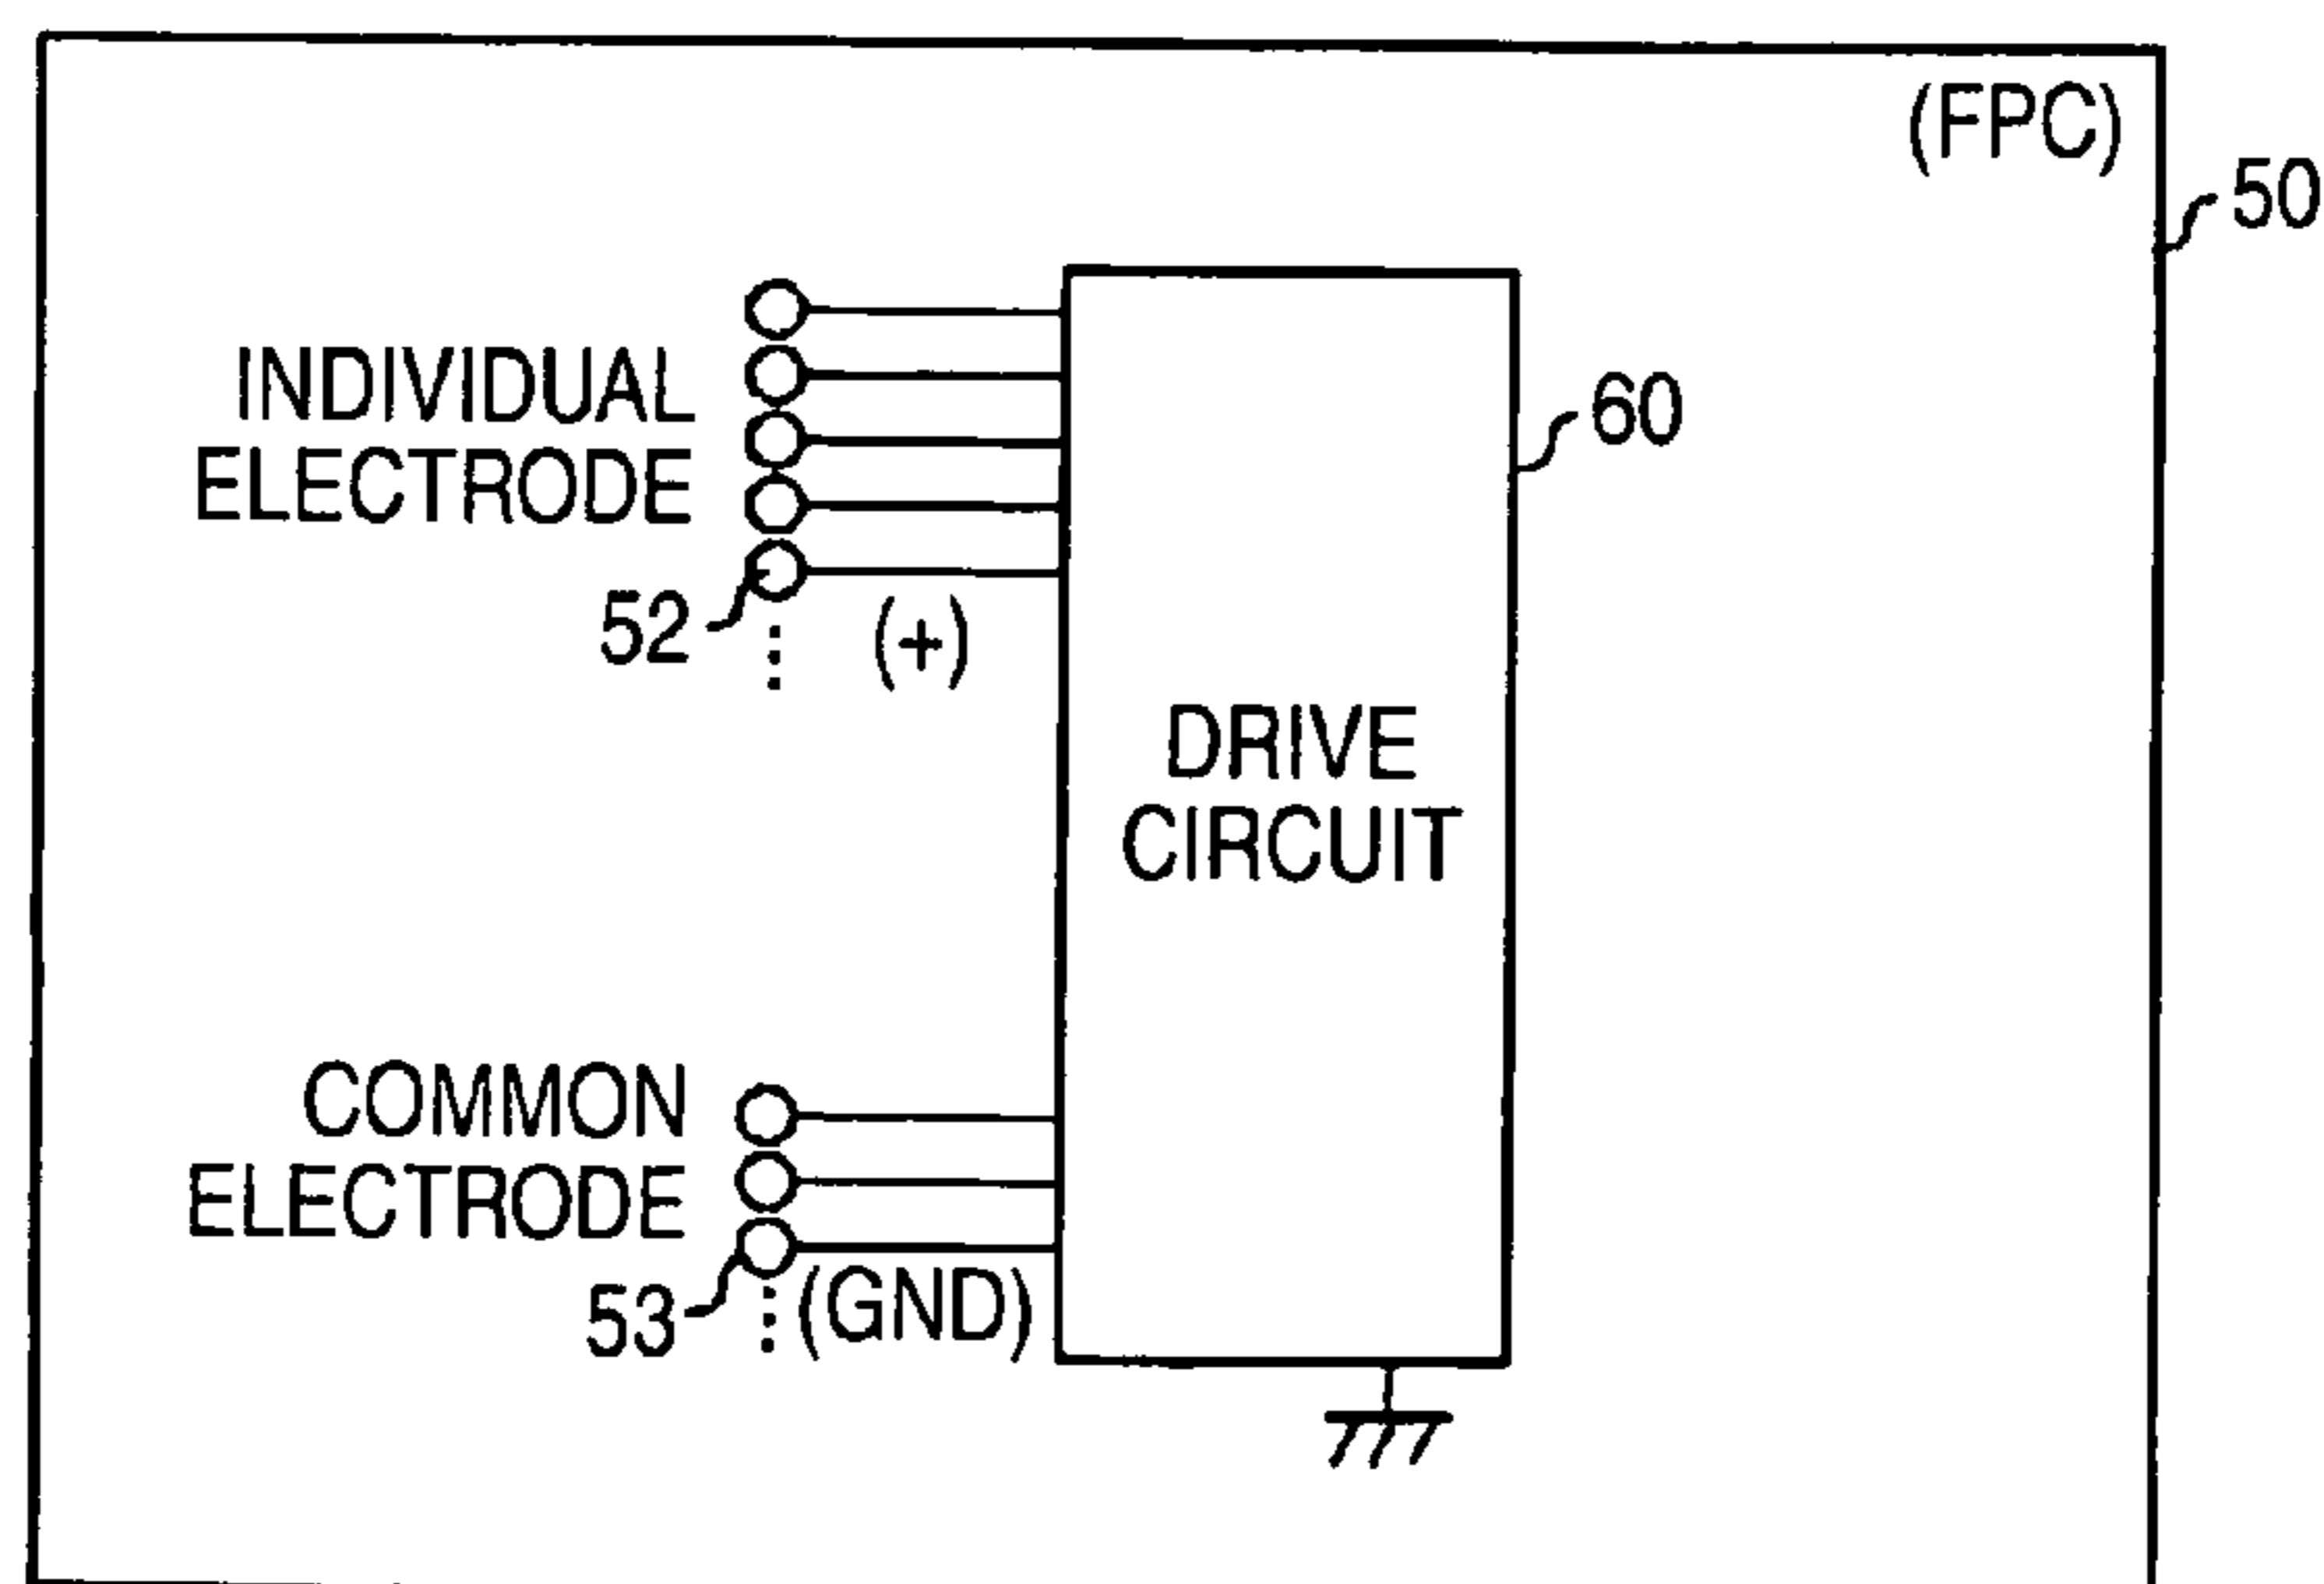 (FPC)
50
INDIVIDUAL
ELECTRODE
60
52
(+)
DRIVE
CIRCUIT
COMMON
ELECTRODE
53
(GND)